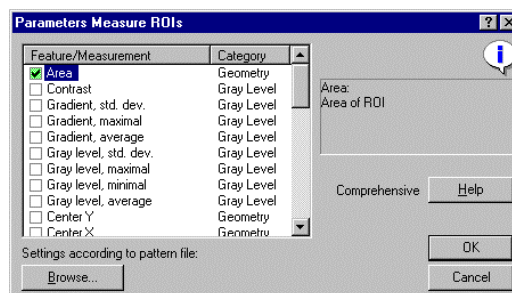 Parameters Measure ROIs
Feature/Measurement Category
Area Geometry
Contrast Gray Level
Gradient, std. dev. Gray Level
Gradient, maximal Gray Level
Gradient, average Gray Level
Gray level, std. dev. Gray Level
Gray level, maximal Gray Level
Gray level, minimal Gray Level
Gray level, average Gray Level
Center Y Geometry
Center X Geometry
Area:
Area of ROI
Comprehensive Help
Settings according to pattern file:
Browse...
OK
Cancel